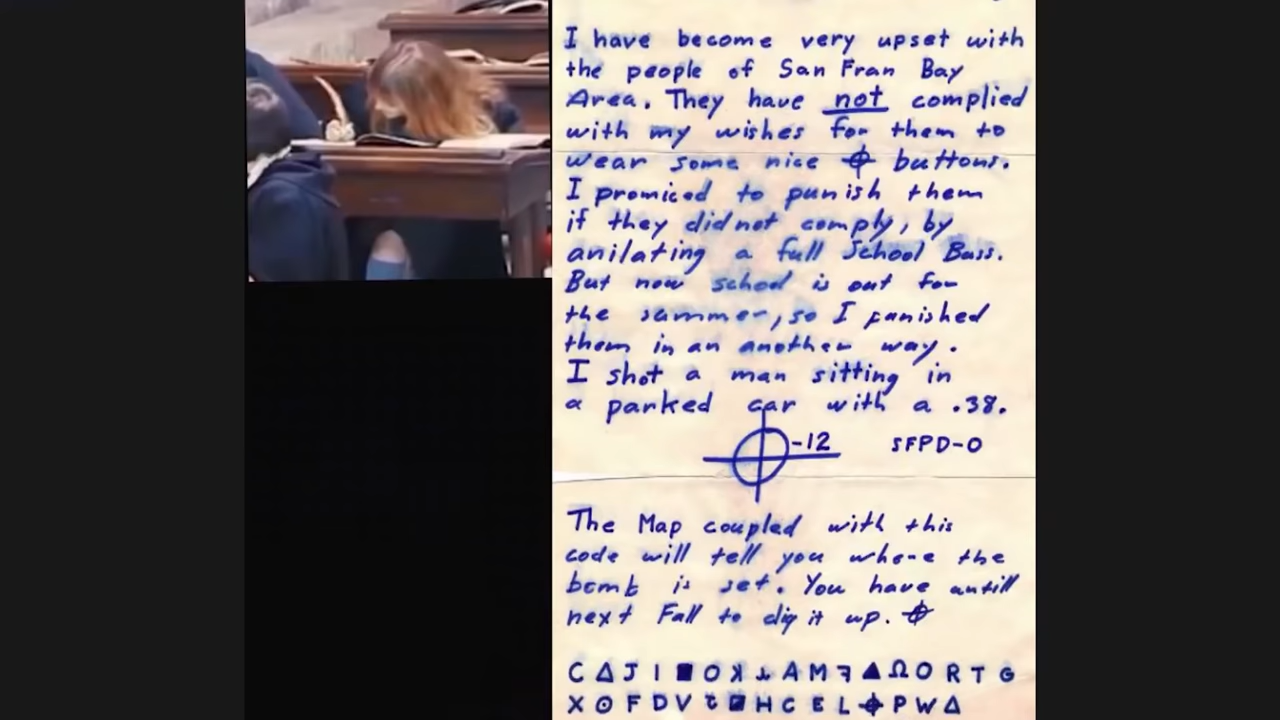 I have become very upset with
the people of San Fran Bay
Area. They have not complied
with my wishes for them to
wear some nice ⌖ buttons.
I promiced to punish them
if they did not comply, by
anilating a full School Buss.
But now school is out for
the summer, so I punished
them in an another way.
I shot a man sitting in
a parked car with a .38.
⌖-12 SFPD-0
The Map coupled with this
code will tell you whore the
bomb is set. You have untill
next Fall to dig it up. ⌖
C Δ J I ■ O ʞ ⅄ A M ꟻ ▲ Ω O R T G
X ⊙ F D V Ⴆ ◪ H C E L ⌖ P W Δ